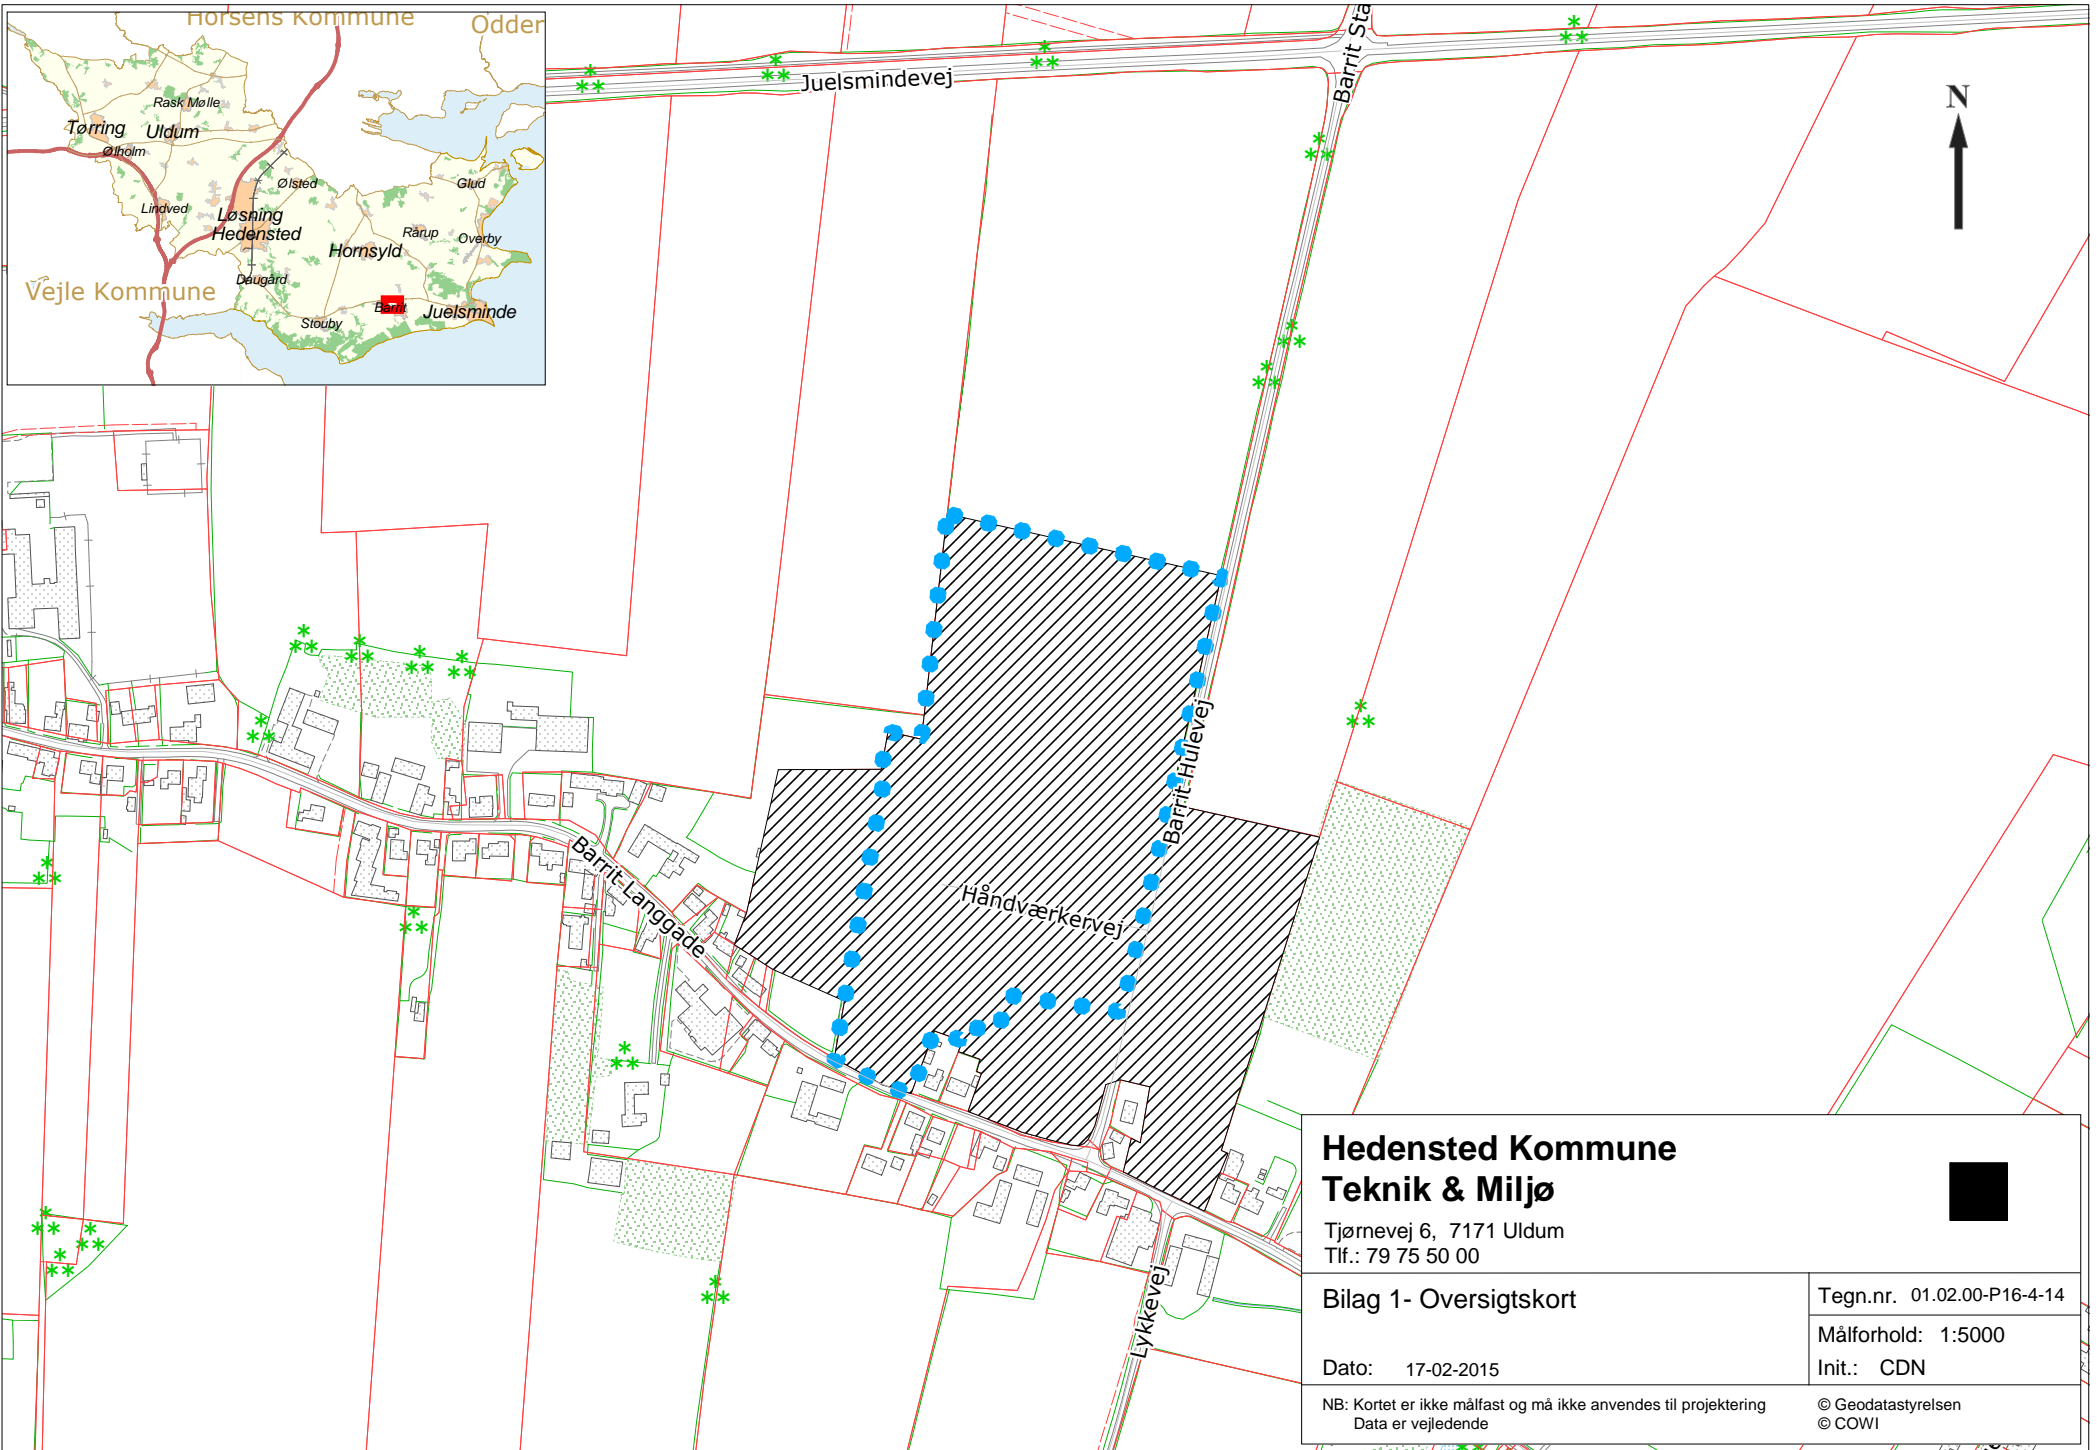 Horsens Kommune
Odder
Rask Mølle
Tørring
Uldum
Ølholm
Ølsted
Glud
Lindved
Løsning
Hedensted
Rårup
Overby
Hornsyld
Daugård
Vejle Kommune
Barrit
Juelsminde
Stouby
Juelsmindevej
Barrit Sta
N
Barrit Hulevej
Håndværkervej
Barrit Langgade
Lykkevej
Hedensted Kommune
Teknik & Miljø
Tjørnevej 6, 7171 Uldum
Tlf.: 79 75 50 00
Bilag 1- Oversigtskort
Tegn.nr. 01.02.00-P16-4-14
Målforhold: 1:5000
Dato: 17-02-2015
Init.: CDN
NB: Kortet er ikke målfast og må ikke anvendes til projektering
Data er vejledende
© Geodatastyrelsen
© COWI